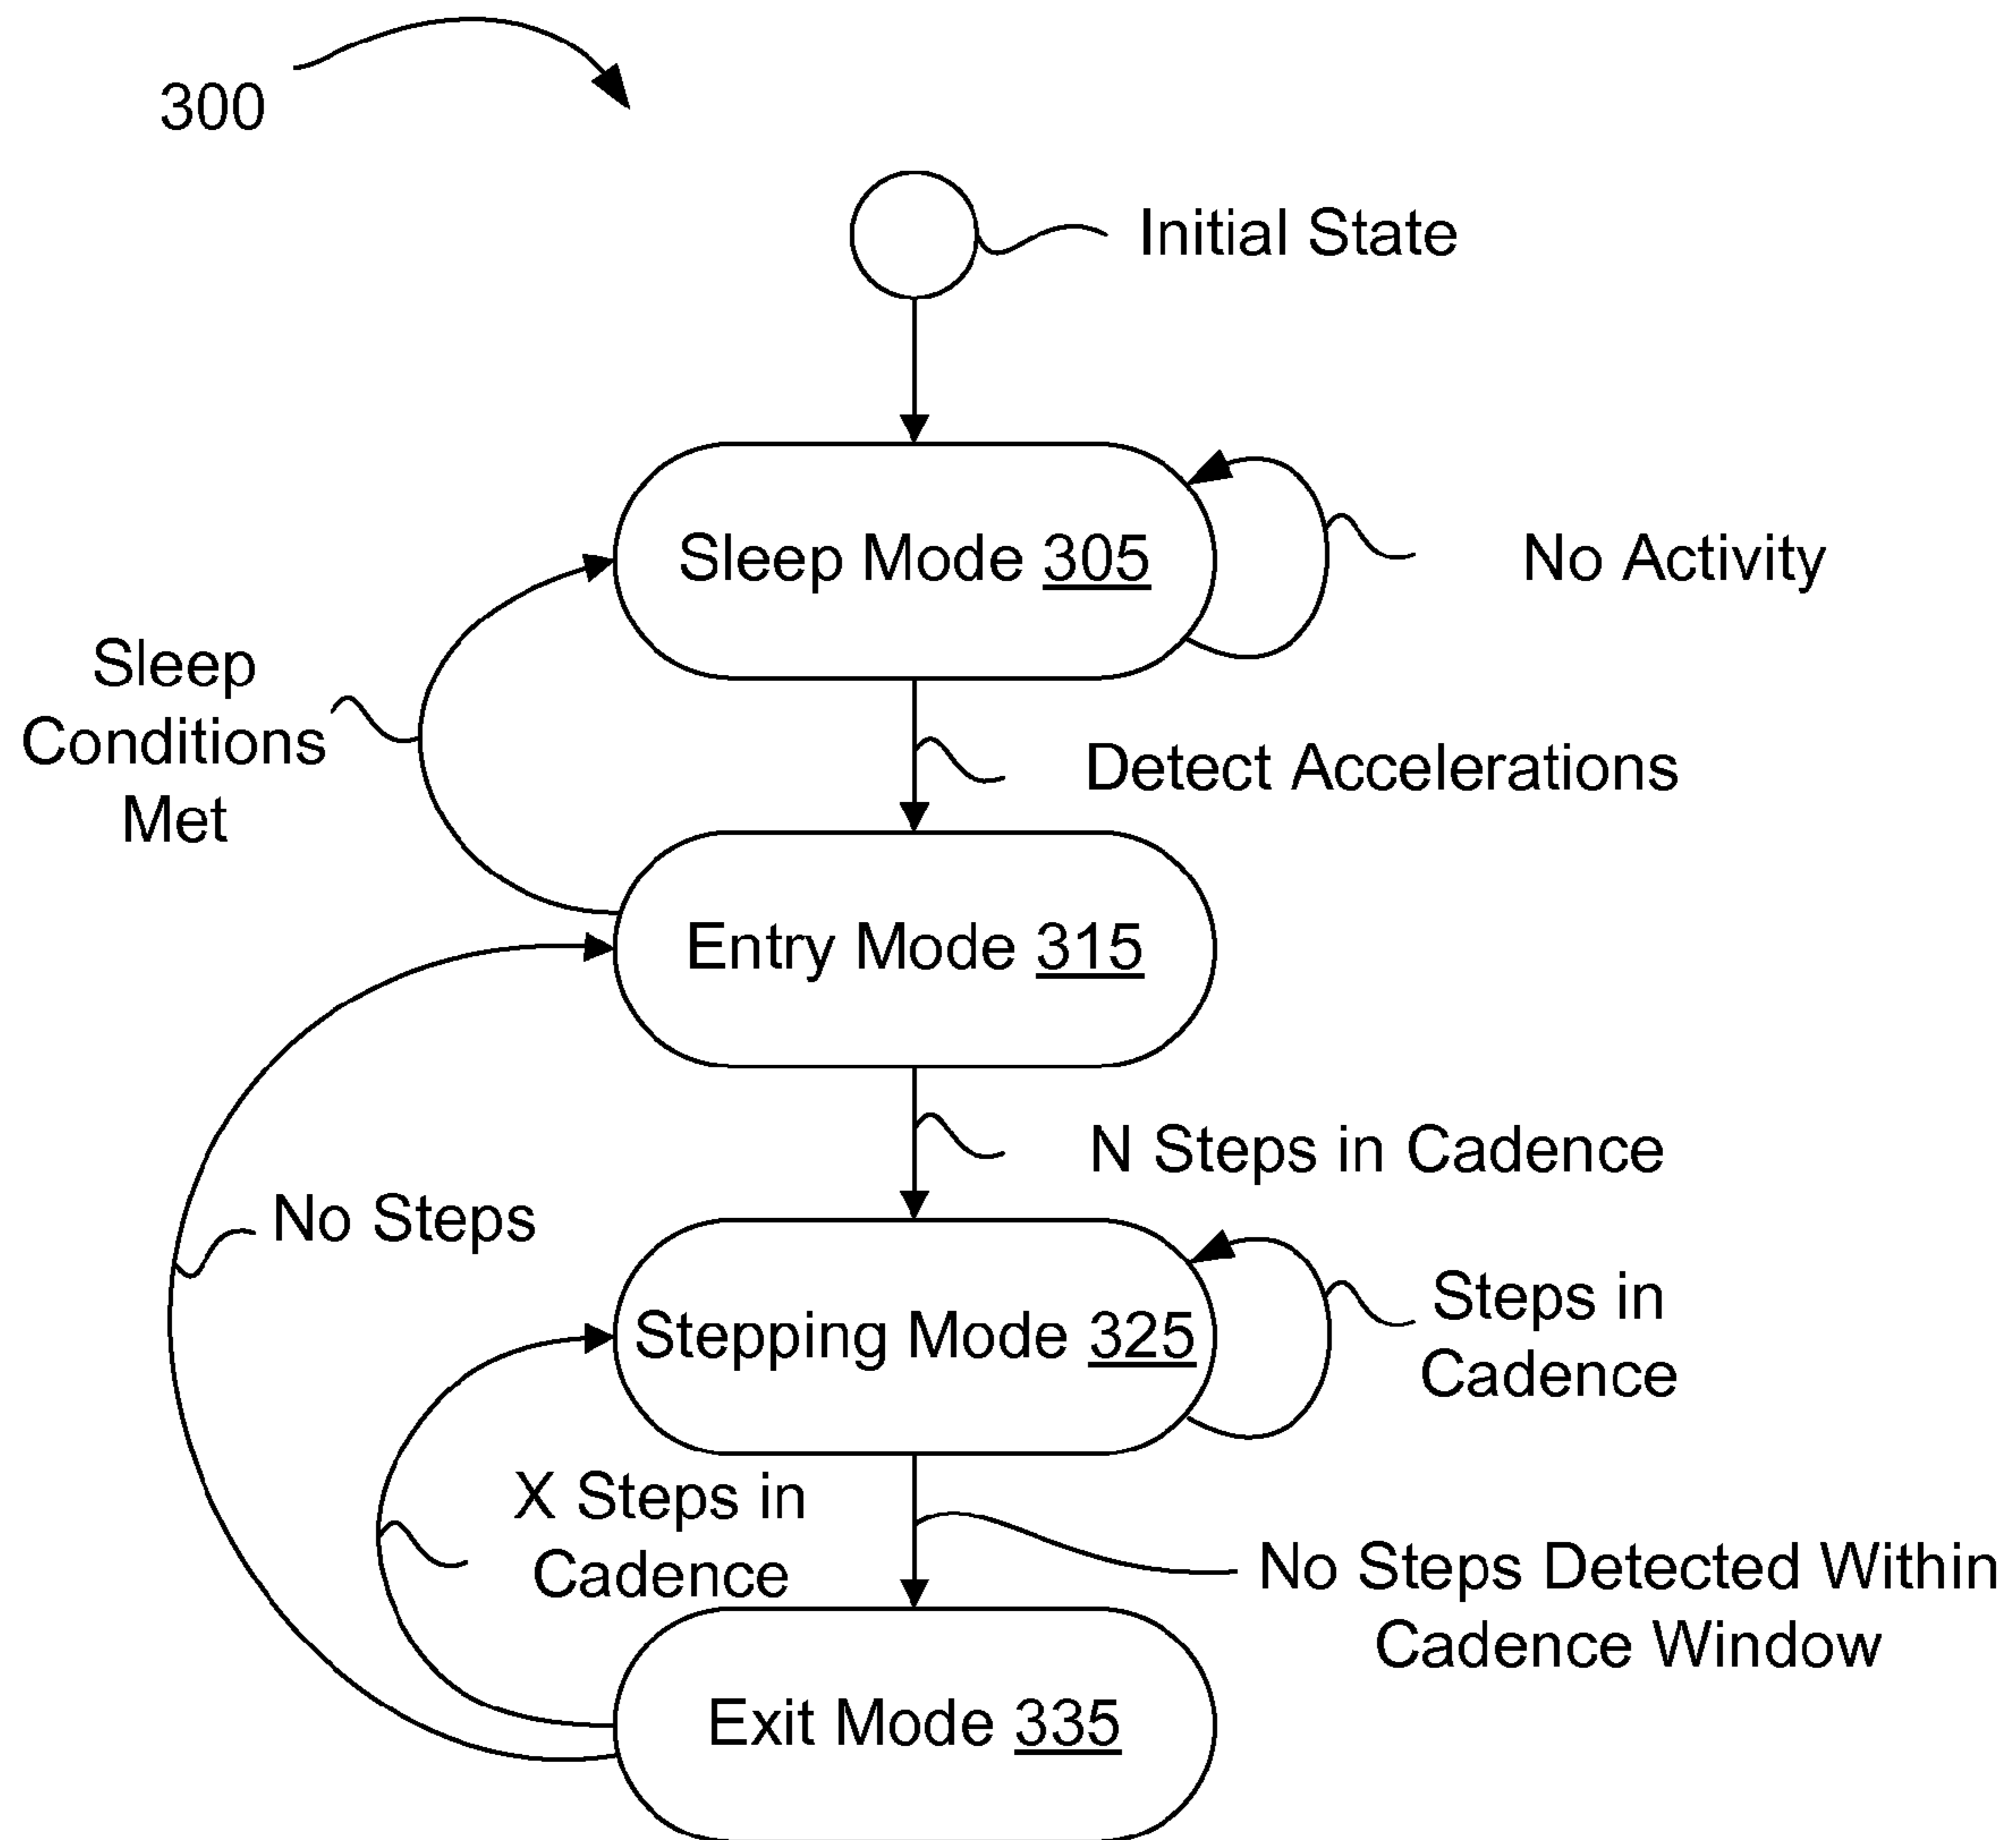 300
Initial State
Sleep Mode 305
No Activity
Sleep
Conditions
Met
Detect Accelerations
Entry Mode 315
N Steps in Cadence
No Steps
Stepping Mode 325
Steps in
Cadence
X Steps in
Cadence
No Steps Detected Within
Cadence Window
Exit Mode 335